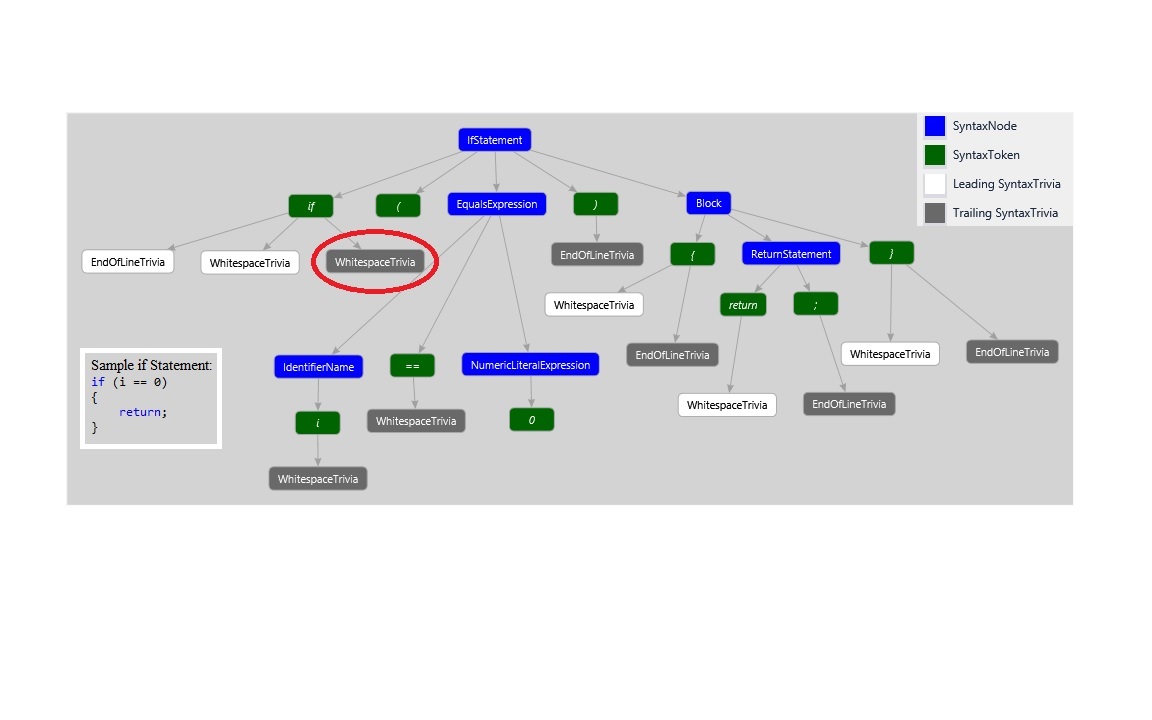 IfStatement
SyntaxNode
SyntaxToken
Leading SyntaxTrivia
Trailing SyntaxTrivia
if
(
EqualsExpression
)
Block
EndOfLineTrivia
WhitespaceTrivia
WhitespaceTrivia
EndOfLineTrivia
{
ReturnStatement
}
WhitespaceTrivia
return
;
EndOfLineTrivia
WhitespaceTrivia
EndOfLineTrivia
IdentifierName
==
NumericLiteralExpression
WhitespaceTrivia
EndOfLineTrivia
i
WhitespaceTrivia
0
WhitespaceTrivia
Sample if Statement:
if (i == 0)
{
return;
}